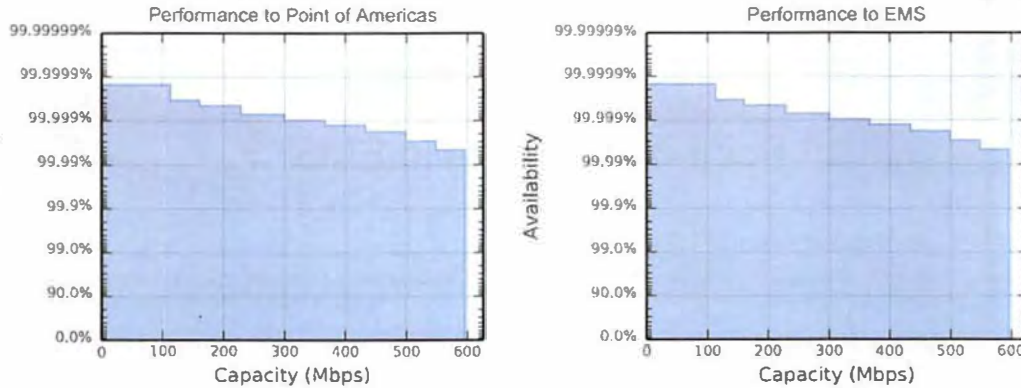 Performance to Point of Americas
99.99999%
99.9999%
99.999%
99.99%
99.9%
99.0%
90.0%
0.0%
0 100 200 300 400 500 600
Capacity (Mbps)
Performance to EMS
Availability
99.99999%
99.9999%
99.999%
99.99%
99.9%
99.0%
90.0%
0.0%
0 100 200 300 400 500 600
Capacity (Mbps)